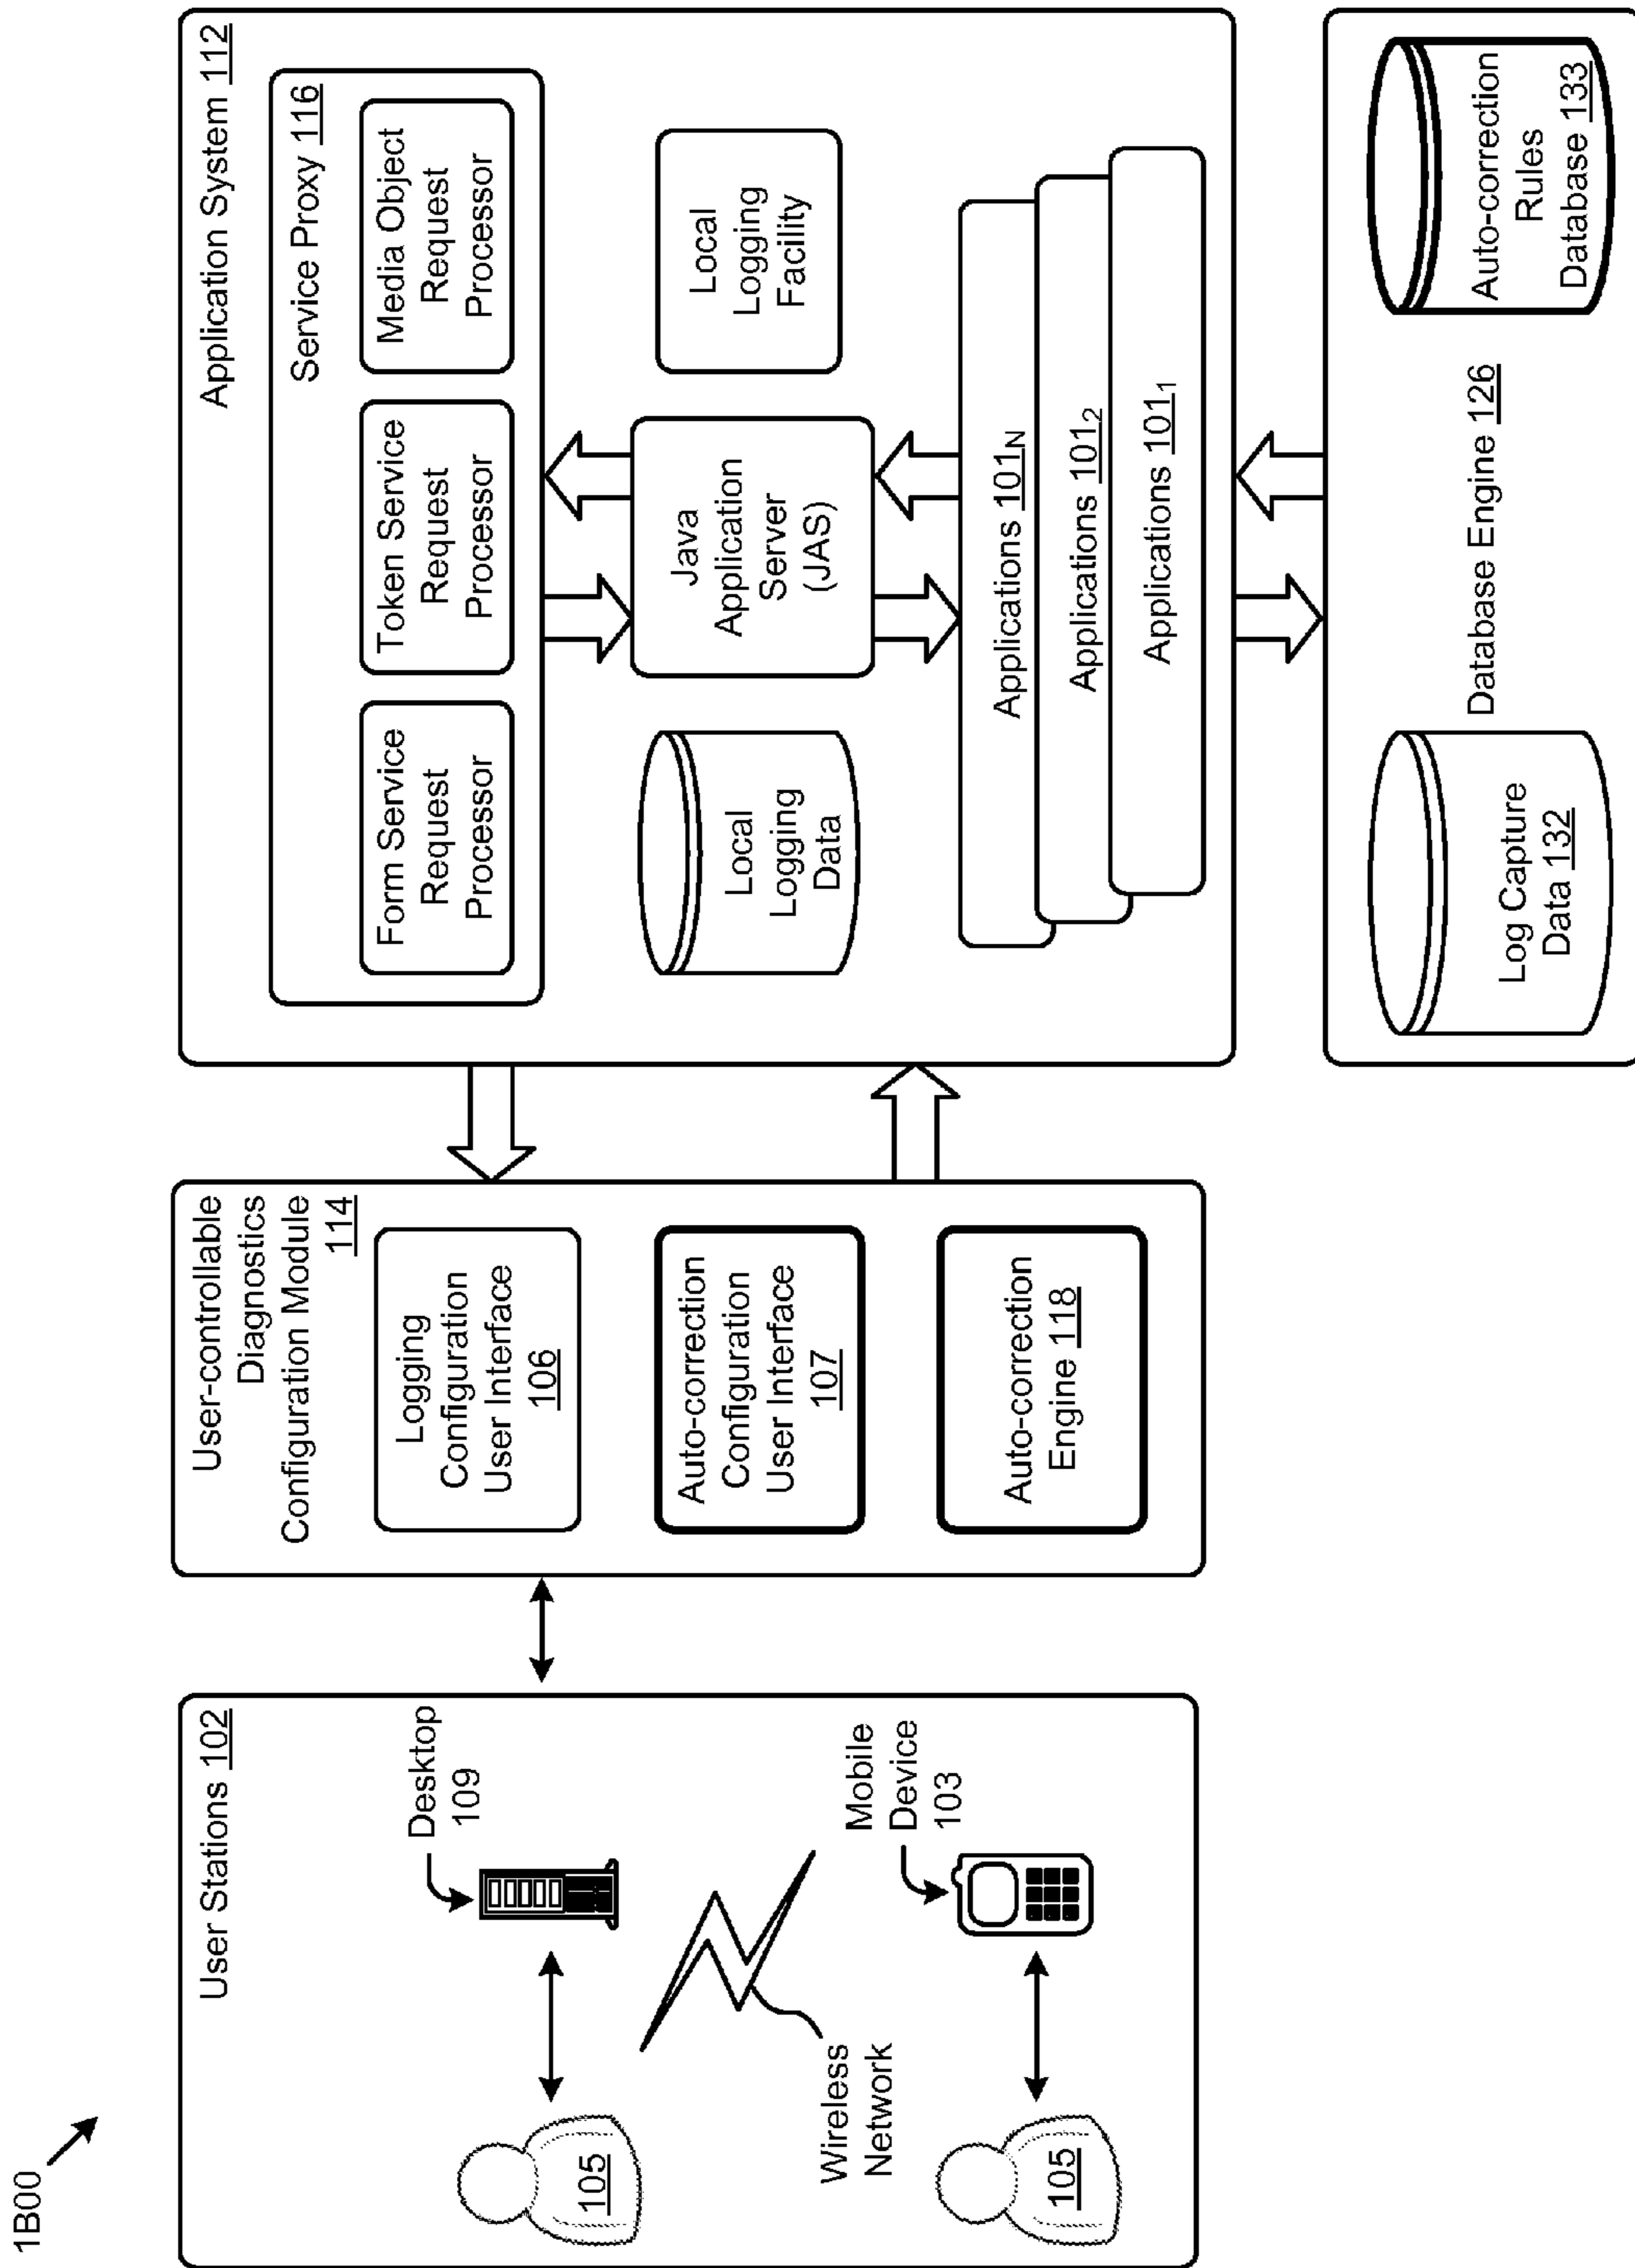 1B00
User Stations 102
Desktop
109
105
Wireless
Network
Mobile
Device
103
105
User-controllable
Diagnostics
Configuration Module
114
Logging
Configuration
User Interface
106
Auto-correction
Configuration
User Interface
107
Auto-correction
Engine 118
Application System 112
Service Proxy 116
Form Service
Request
Processor
Token Service
Request
Processor
Media Object
Request
Processor
Local
Logging
Data
Java
Application
Server
(JAS)
Local
Logging
Facility
Applications 101N
Applications 1012
Applications 1011
Log Capture
Data 132
Database Engine 126
Auto-correction
Rules
Database 133